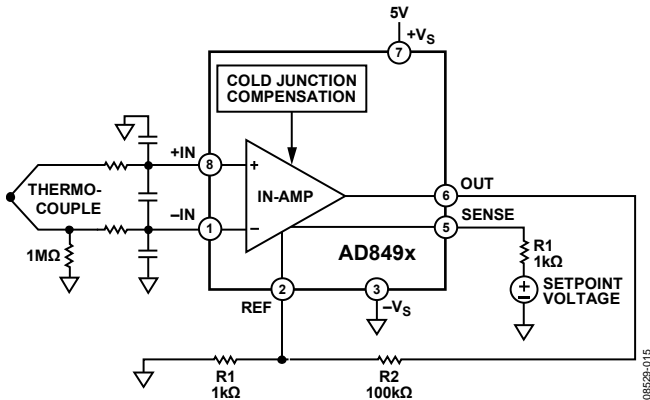 5V
+VS
7
COLD JUNCTION
COMPENSATION
+IN
8
+
THERMO-
COUPLE
IN-AMP
6
OUT
–IN
1
–
5
SENSE
1MΩ
AD849x
R1
1kΩ
+
–
SETPOINT
VOLTAGE
2
REF
3
–VS
R1
1kΩ
R2
100kΩ
08529-015